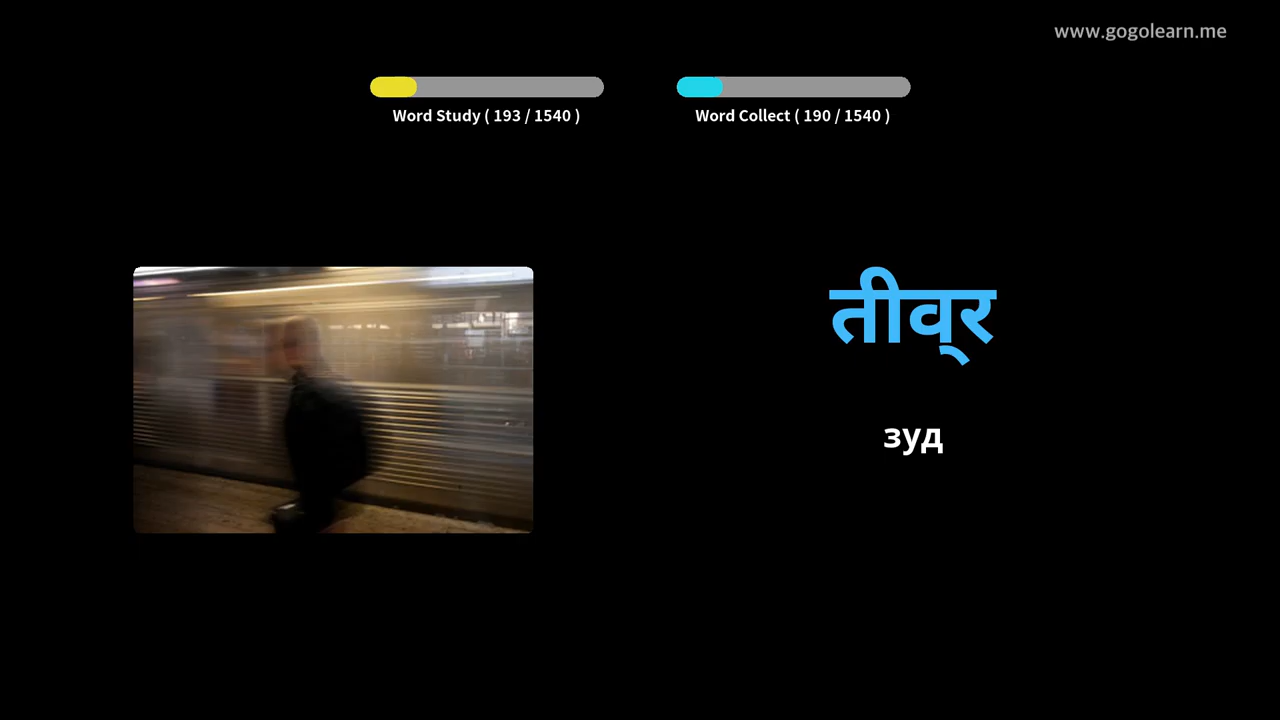 www.gogolearn.me
Word Study ( 193 / 1540 )
Word Collect ( 190 / 1540 )
तीव्र
зуд